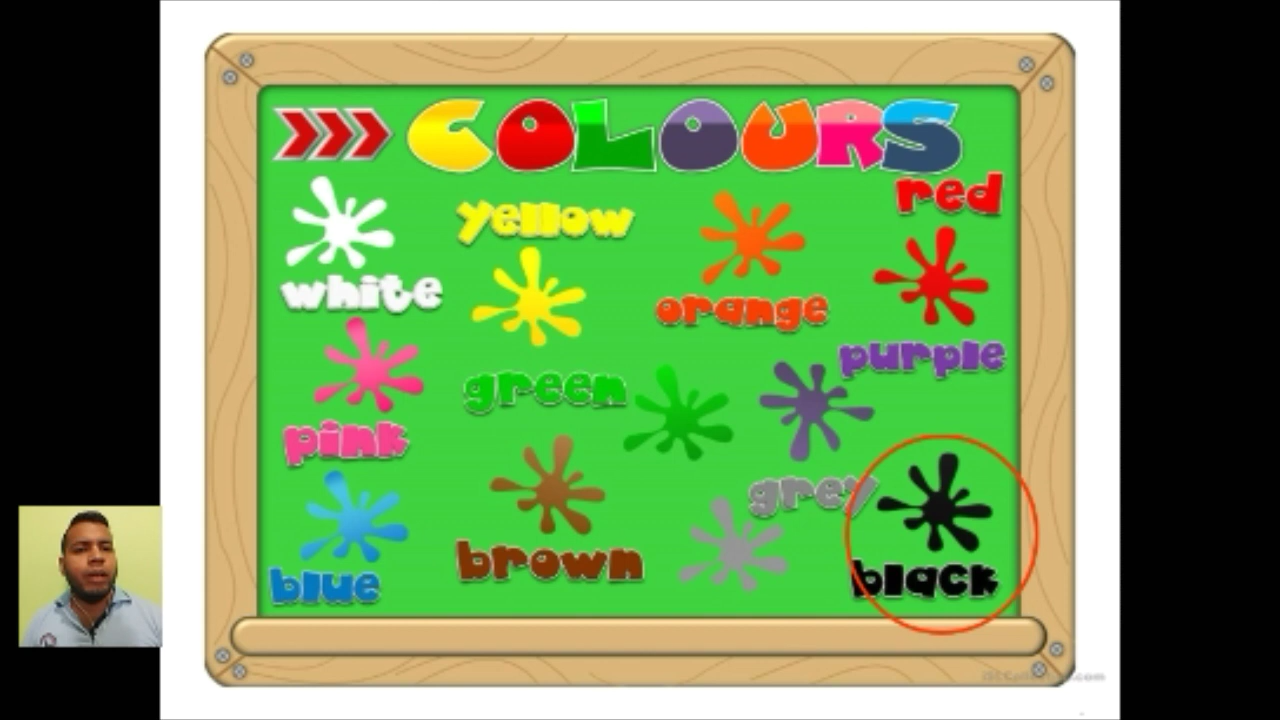 COLOURS
red
yellow
white
orange
purple
green
pink
grey
brown
black
blue